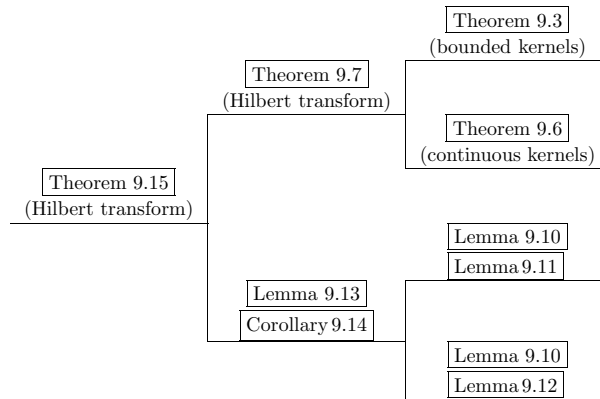 Theorem 9.3
(bounded kernels)
Theorem 9.7
(Hilbert transform)
Theorem 9.6
(continuous kernels)
Theorem 9.15
(Hilbert transform)
Lemma 9.10
Lemma 9.11
Lemma 9.13
Corollary 9.14
Lemma 9.10
Lemma 9.12